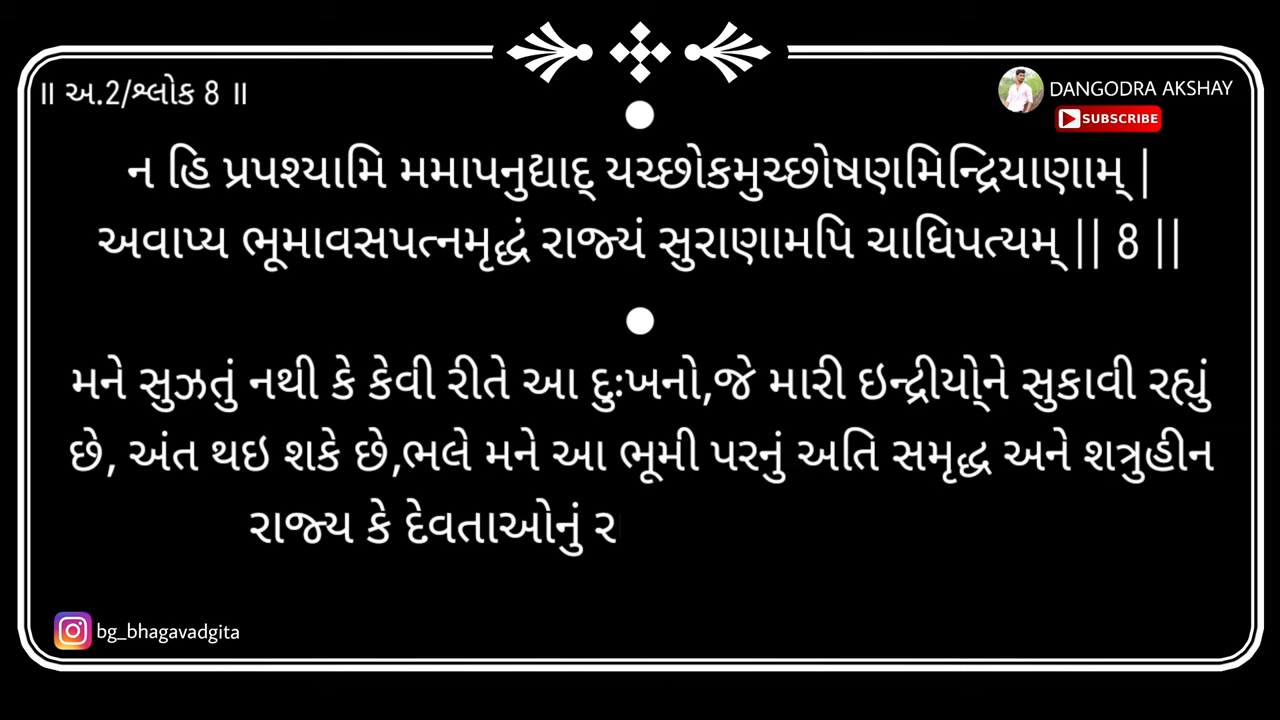 ॥ અ.2/શ્લોક 8 ॥
DANGODRA AKSHAY
SUBSCRIBE
ન હિ પ્રપશ્યામિ મમાપનુદ્યાદ્ યચ્છોકમુચ્છોષણમિન્દ્રિયાણામ્ |
અવાપ્ય ભૂમાવસપત્નમૃદ્ધં રાજ્યં સુરાણામપિ ચાધિપત્યમ્ || 8 ||
મને સુઝતું નથી કે કેવી રીતે આ દુઃખનો,જે મારી ઇન્દ્રીયો્ને સુકાવી રહ્યું
છે, અંત થઇ શકે છે,ભલે મને આ ભૂમી પરનું અતિ સમૃદ્ધ અને શત્રુહીન
રાજ્ય કે દેવતાઓનું
bg_bhagavadgita